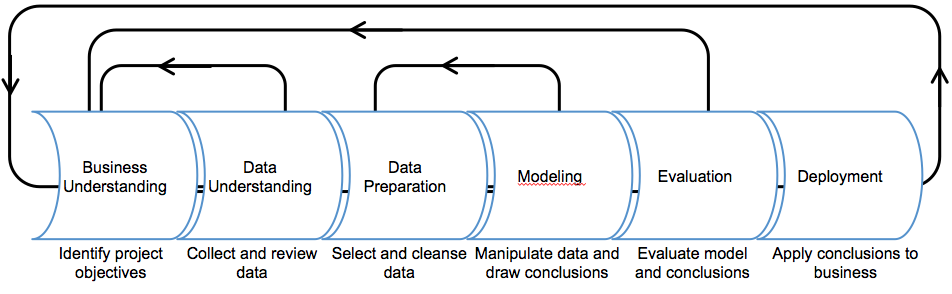 Business
Understanding
Data
Understanding
Data
Preparation
Modeling
Evaluation
Deployment
Identify project
objectives
Collect and review
data
Select and cleanse
data
Manipulate data and
draw conclusions
Evaluate model
and conclusions
Apply conclusions to
business